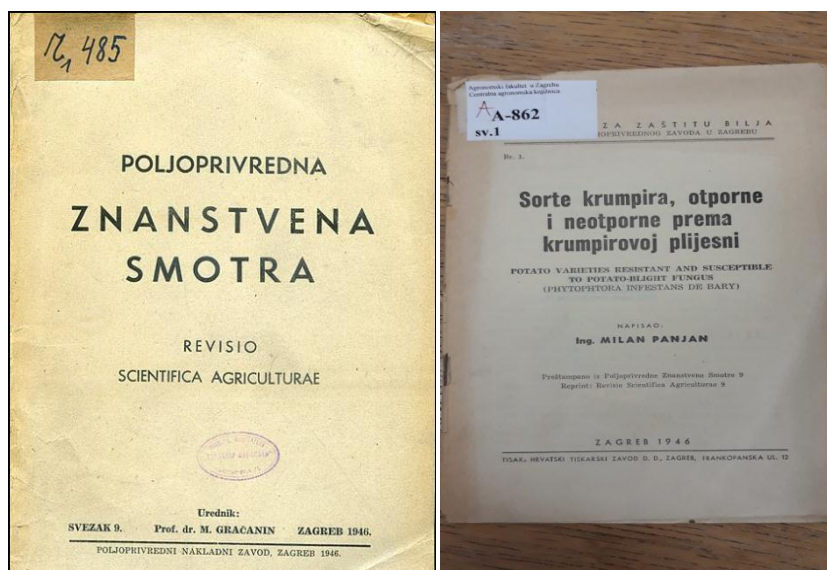 485
POLJOPRIVREDNA
ZNANSTVENA
SMOTRA
REVISIO
SCIENTIFICA AGRICULTURAE
Urednik:
SVEZAK 9. Prof. dr. M. GRAČANIN ZAGREB 1946.
POLJOPRIVREDNI NAKLADNI ZAVOD, ZAGREB 1946.
Agronomski fakultet u Zagrebu
Centralna agronomska knjižnica
A-862
sv.1
ZA ZAŠTITU BILJA
ZAVODA U ZAGREBU
Br. 1.
Sorte krumpira, otporne
i neotporne prema
krumpirovoj plijesni
POTATO VARIETIES RESISTANT AND SUSCEPTIBLE
TO POTATO-BLIGHT FUNGUS
(PHYTOPHTORA INFESTANS DE BARY)
NAPISAO:
Ing. MILAN PANJAN
Preštampano iz Poljoprivredne Znanstvene Smotre 9
Reprint: Revisio Scientifica Agriculturae 9
ZAGREB 1946
TISAK: HRVATSKI TISKARSKI ZAVOD D. D., ZAGREB, FRANKOPANSKA UL. 12